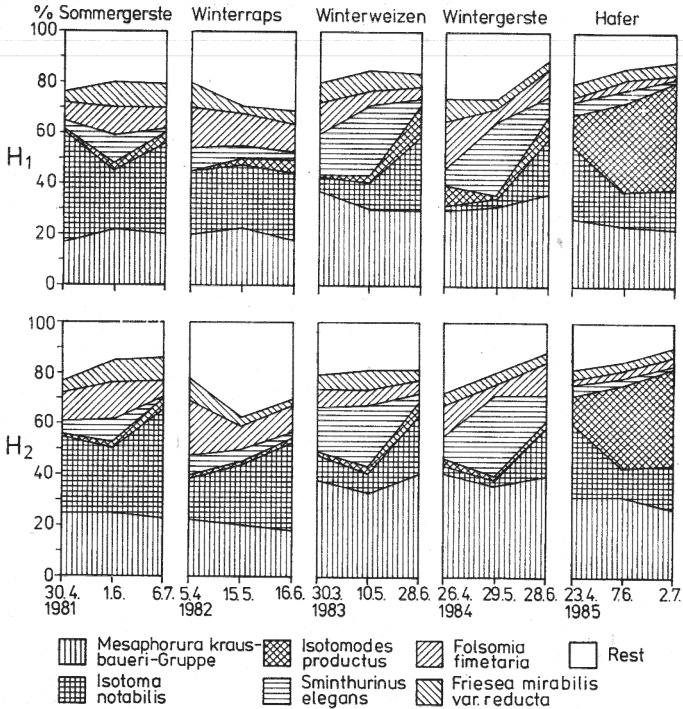 % Sommergerste Winterraps Winterweizen Wintergerste Hafer
100
80
60
H1
40
20
0
100
80
60
H2
40
20
0
30.4. 1.6. 6.7. 5.4 15.5. 16.6. 30.3. 10.5. 28.6. 26.4. 29.5. 28.6. 23.4. 7.6. 2.7.
1981 1982 1983 1984 1985
Mesaphorura kraus-
baueri-Gruppe
Isotomodes
productus
Folsomia
fimetaria
Rest
Isotoma
notabilis
Sminthurinus
elegans
Friesea mirabilis
var. reducta